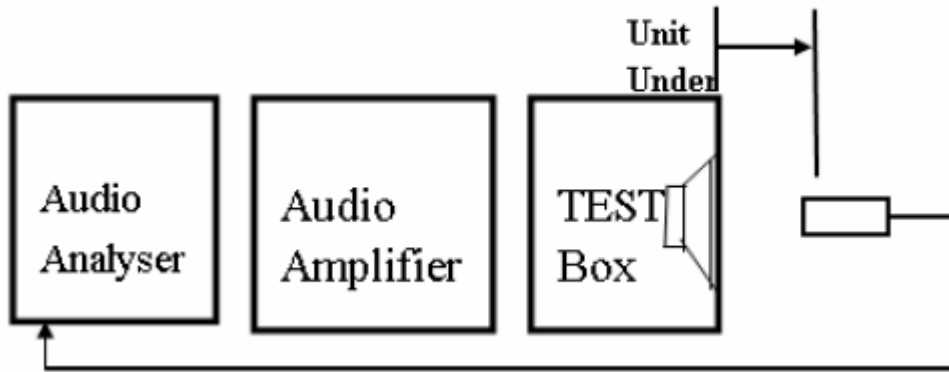 Unit
Under
Audio
Analyser
Audio
Amplifier
TEST
Box